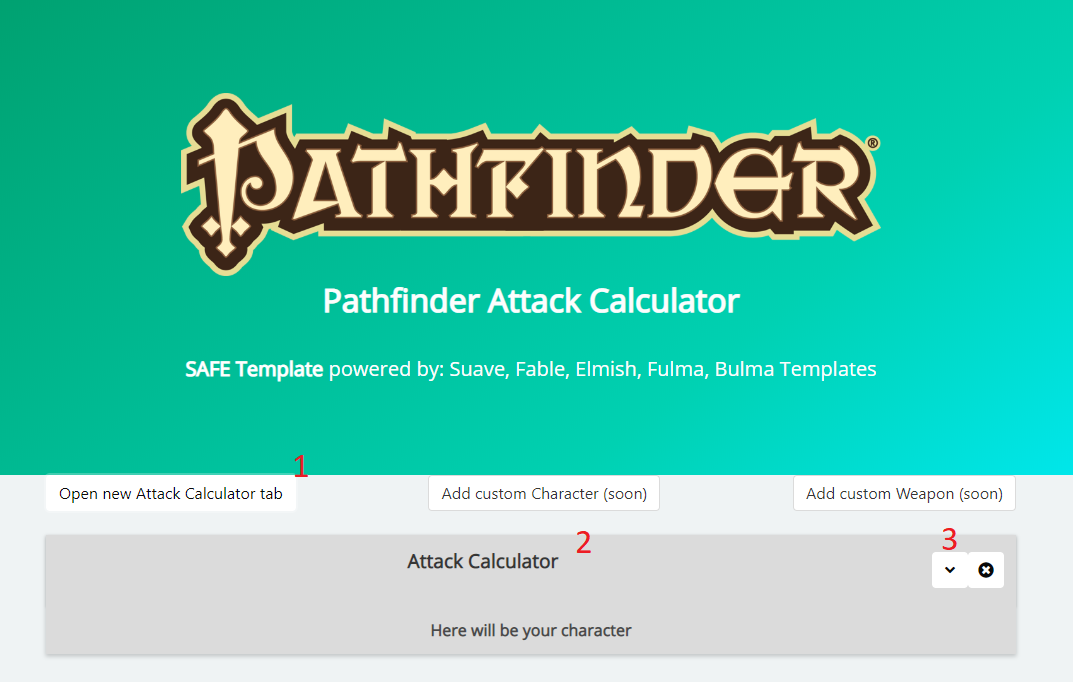 PATHFINDER®
Pathfinder Attack Calculator
SAFE Template powered by: Suave, Fable, Elmish, Fulma, Bulma Templates
1
Open new Attack Calculator tab
Add custom Character (soon)
Add custom Weapon (soon)
2
3
Attack Calculator
Here will be your character